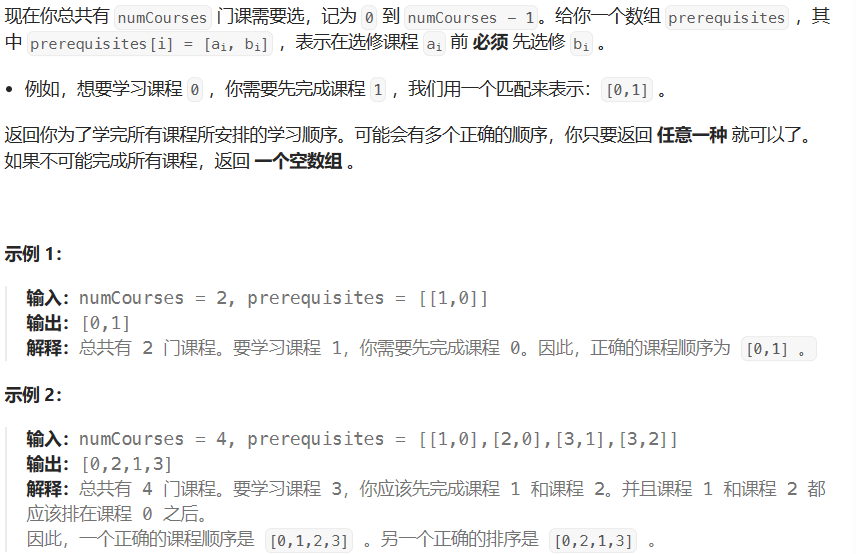 现在你总共有 numCourses 门课需要选，记为 0 到 numCourses - 1。给你一个数组 prerequisites ，其
中 prerequisites[i] = [ai, bi] ，表示在选修课程 ai 前 必须 先选修 bi 。
• 例如，想要学习课程 0 ，你需要先完成课程 1 ，我们用一个匹配来表示：[0,1] 。
返回你为了学完所有课程所安排的学习顺序。可能会有多个正确的顺序，你只要返回 任意一种 就可以了。
如果不可能完成所有课程，返回 一个空数组 。
示例 1：
输入：numCourses = 2, prerequisites = [[1,0]]
输出：[0,1]
解释：总共有 2 门课程。要学习课程 1，你需要先完成课程 0。因此，正确的课程顺序为 [0,1] 。
示例 2：
输入：numCourses = 4, prerequisites = [[1,0],[2,0],[3,1],[3,2]]
输出：[0,2,1,3]
解释：总共有 4 门课程。要学习课程 3，你应该先完成课程 1 和课程 2。并且课程 1 和课程 2 都
应该排在课程 0 之后。
因此，一个正确的课程顺序是 [0,1,2,3] 。另一个正确的排序是 [0,2,1,3] 。